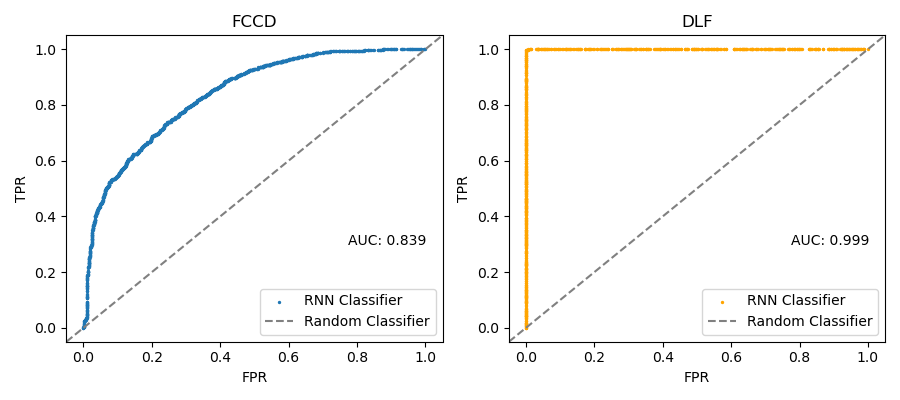 FCCD
TPR
1.0
0.8
0.6
0.4
0.2
0.0
AUC: 0.839
RNN Classifier
Random Classifier
0.0 0.2 0.4 0.6 0.8 1.0
FPR
DLF
TPR
1.0
0.8
0.6
0.4
0.2
0.0
AUC: 0.999
RNN Classifier
Random Classifier
0.0 0.2 0.4 0.6 0.8 1.0
FPR